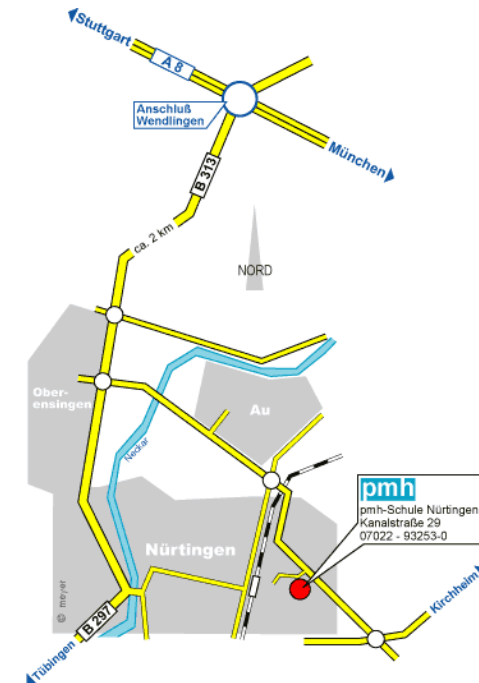 Stuttgart
A 8
Anschluß
Wendlingen
München
B 313
ca. 2 km
NORD
Ober-
ensingen
Au
Neckar
pmh
pmh-Schule Nürtingen
Kanalstraße 29
07022 - 93253-0
Nürtingen
© meyer
B 297
Kirchheim
Tübingen